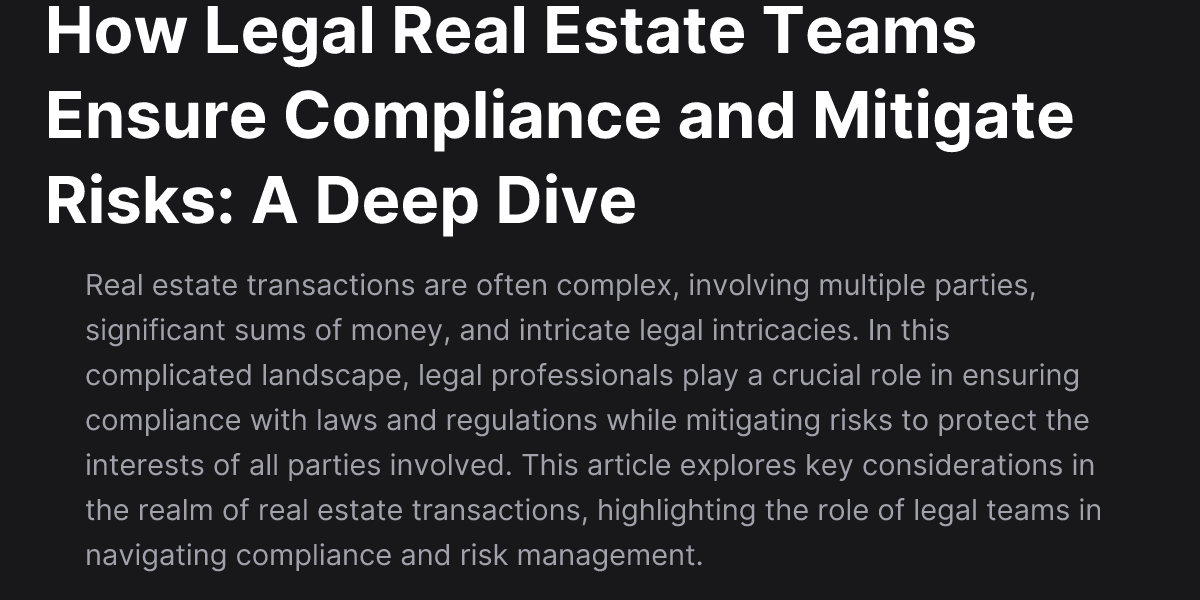 How Legal Real Estate Teams
Ensure Compliance and Mitigate
Risks: A Deep Dive
Real estate transactions are often complex, involving multiple parties,
significant sums of money, and intricate legal intricacies. In this
complicated landscape, legal professionals play a crucial role in ensuring
compliance with laws and regulations while mitigating risks to protect the
interests of all parties involved. This article explores key considerations in
the realm of real estate transactions, highlighting the role of legal teams in
navigating compliance and risk management.